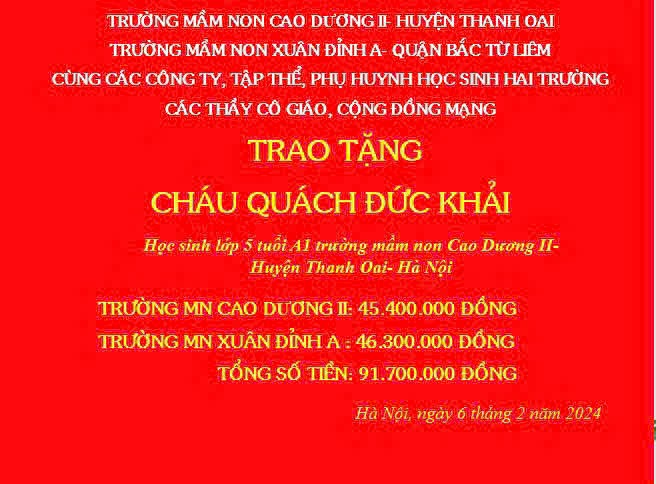 TRƯỜNG MẦM NON CAO DƯƠNG II- HUYỆN THANH OAI
TRƯỜNG MẦM NON XUÂN ĐỈNH A- QUẬN BẮC TỪ LIÊM
CÙNG CÁC CÔNG TY, TẬP THỂ, PHỤ HUYNH HỌC SINH HAI TRƯỜNG
CÁC THẦY CÔ GIÁO, CỘNG ĐỒNG MẠNG
TRAO TẶNG
CHÁU QUÁCH ĐỨC KHẢI
Học sinh lớp 5 tuổi A1 trường mầm non Cao Dương II-
Huyện Thanh Oai- Hà Nội
TRƯỜNG MN CAO DƯƠNG II: 45.400.000 ĐỒNG
TRƯỜNG MN XUÂN ĐỈNH A : 46.300.000 ĐỒNG
TỔNG SỐ TIỀN: 91.700.000 ĐỒNG
Hà Nội, ngày 6 tháng 2 năm 2024